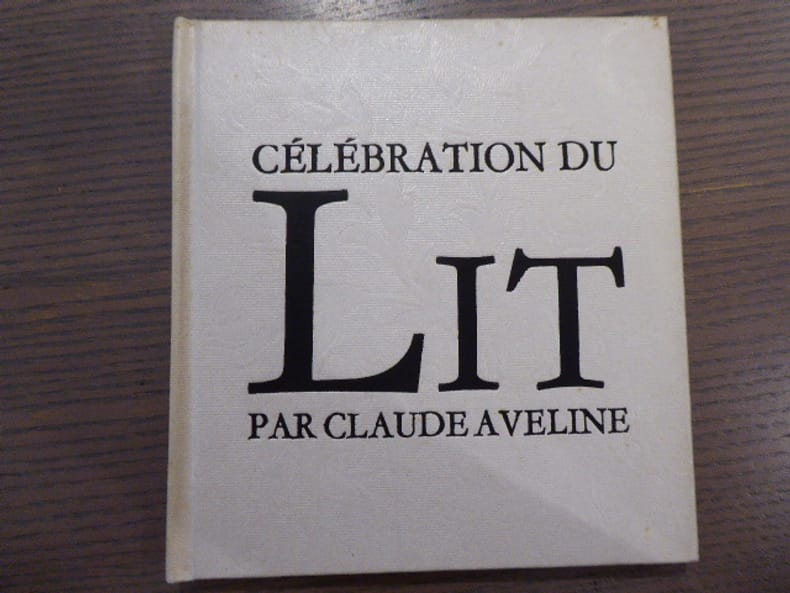 CÉLÉBRATION DU
LIT
PAR CLAUDE AVELINE